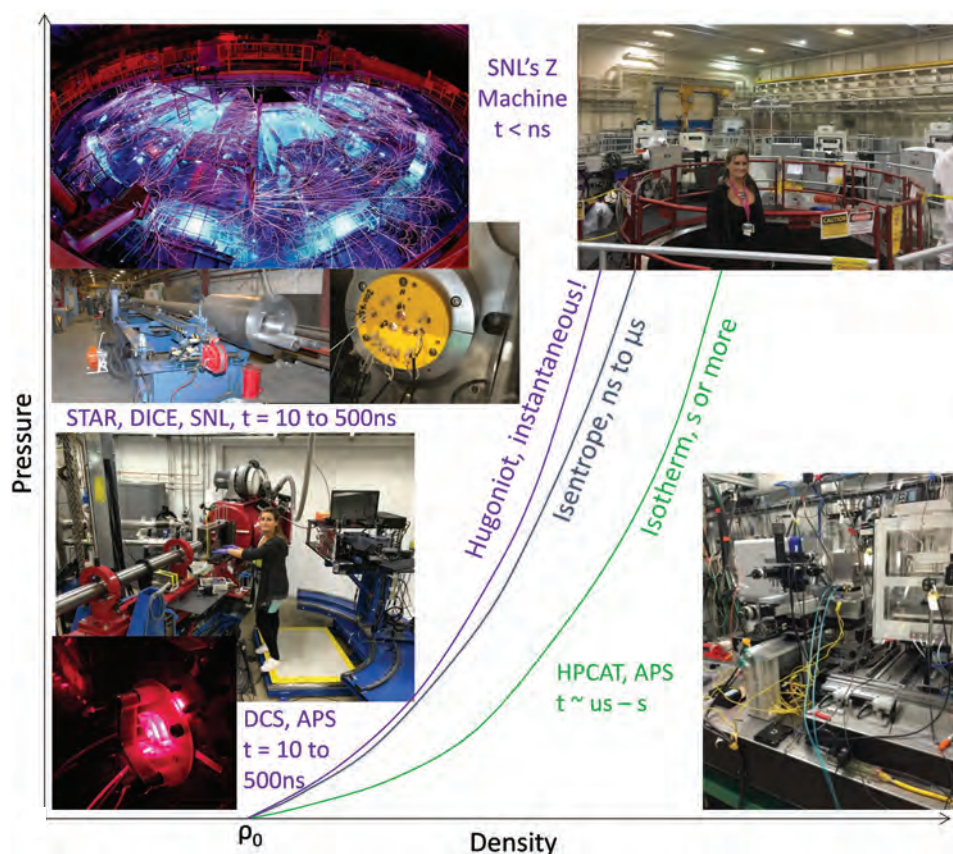 SNL's Z
Machine
t < ns
CAUTION
STAR, DICE, SNL, t = 10 to 500ns
Hugoniot, instantaneous!
Isentrope, ns to µs
Isotherm, s or more
Pressure
HPCAT, APS
t ~ us – s
DCS, APS
t = 10 to
500ns
ρ₀
Density